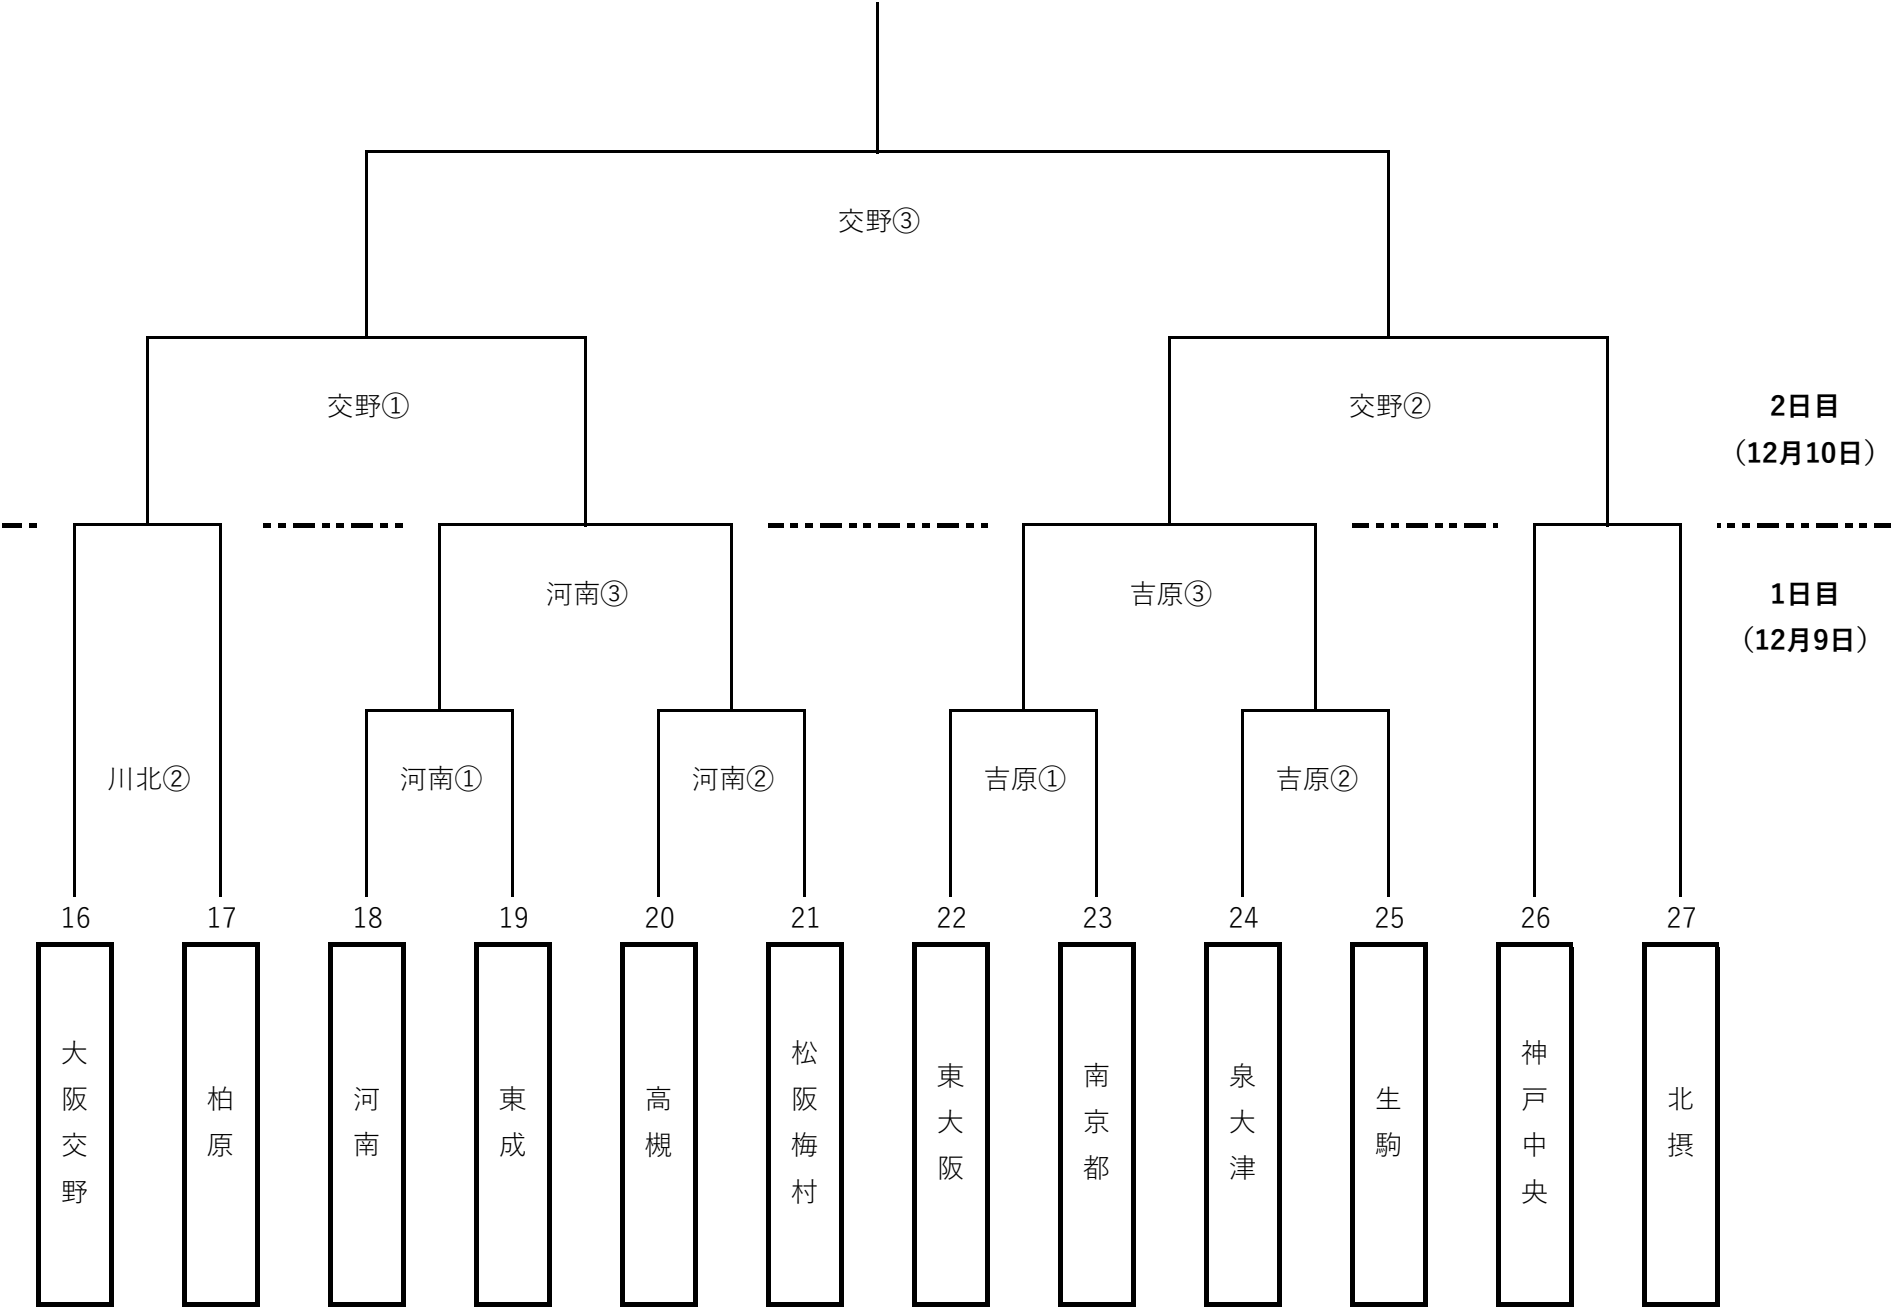 交野③
交野①
交野②
2日目
（12月10日）
河南③
吉原③
1日目
（12月9日）
川北②
河南①
河南②
吉原①
吉原②
16
17
18
19
20
21
22
23
24
25
26
27
大阪交野
柏原
河南
東成
高槻
松阪梅村
東大阪
南京都
泉大津
生駒
神戸中央
北摂